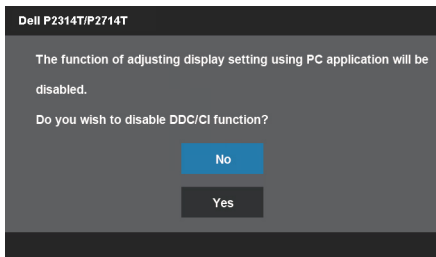 Dell P2314T/P2714T
The function of adjusting display setting using PC application will be
disabled.
Do you wish to disable DDC/CI function?
No
Yes